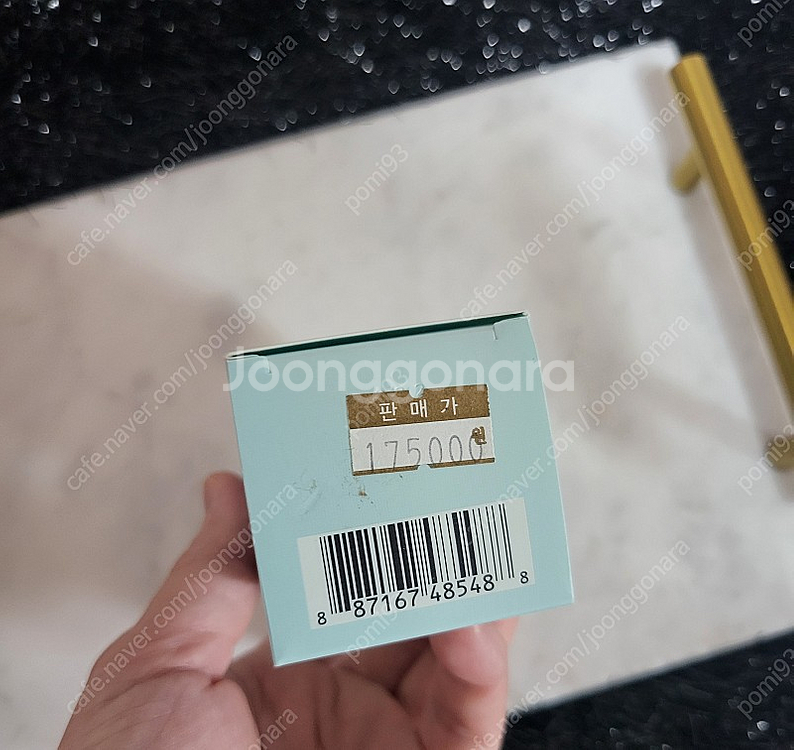 Joonggonara
판매가
175000원
8 87167 48548 8
cafe.naver.com/joonggonara
pomi93